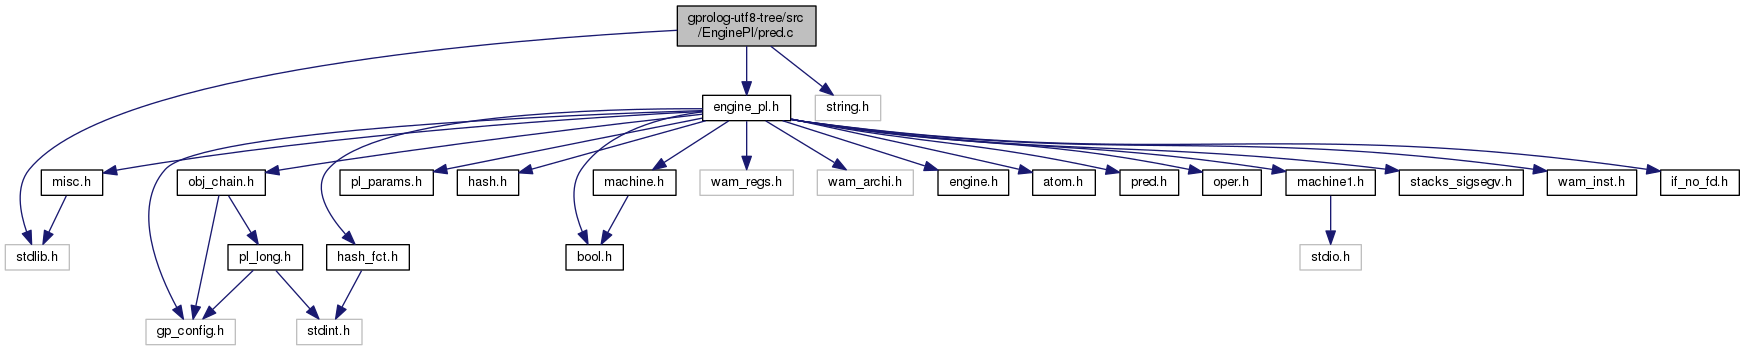 gprolog-utf8-tree/src
/EnginePl/pred.c
engine_pl.h
string.h
misc.h
obj_chain.h
pl_params.h
hash.h
machine.h
wam_regs.h
wam_archi.h
engine.h
atom.h
pred.h
oper.h
machine1.h
stacks_sigsegv.h
wam_inst.h
if_no_fd.h
stdlib.h
pl_long.h
hash_fct.h
bool.h
stdio.h
gp_config.h
stdint.h